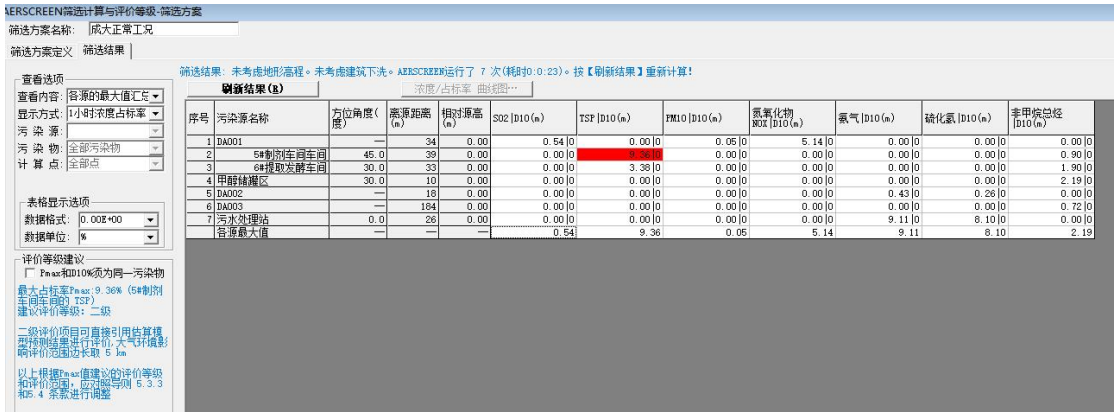 AERSCREEN筛选计算与评价等级-筛选方案
筛选方案名称: 成大正常工况
筛选方案定义 筛选结果
筛选结果: 未考虑地形高程。未考虑建筑下洗。AERSCREEN运行了 7 次(耗时0:0:23)。按【刷新结果】重新计算!
刷新结果(R) 浓度/占标率 曲线图…
查看选项
查看内容: 各源的最大值汇总
显示方式: 1小时浓度占标率
污 染 源:
污 染 物: 全部污染物
计 算 点: 全部点
表格显示选项
数据格式: 0.00E+00
数据单位: %
评价等级建议
Pmax和D10%须为同一污染物
最大占标率Pmax:9.36% (5#制剂
车间车间的 TSP)
建议评价等级: 二级
二级评价项目可直接引用估算模
型预测结果进行评价,大气环境影
响评价范围边长取 5 km
以上根据Pmax值建议的评价等级
和评价范围, 应对照导则 5.3.3
和5.4 条款进行调整
序号 污染源名称 方位角度(度) 离源距离(m) 相对源高(m) SO2|D10(m) TSP|D10(m) PM10|D10(m) 氮氧化物NOX|D10(m) 氨气|D10(m) 硫化氢|D10(m) 非甲烷总烃|D10(m)
1 DA001 — 34 0.00 0.54|0 0.00|0 0.05|0 5.14|0 0.00|0 0.00|0 0.00|0
2 5#制剂车间车间 45.0 39 0.00 0.00|0 9.36|0 0.00|0 0.00|0 0.00|0 0.00|0 0.90|0
3 6#提取发酵车间 30.0 33 0.00 0.00|0 3.38|0 0.00|0 0.00|0 0.00|0 0.00|0 1.90|0
4 甲醇储罐区 30.0 10 0.00 0.00|0 0.00|0 0.00|0 0.00|0 0.00|0 0.00|0 2.19|0
5 DA002 — 18 0.00 0.00|0 0.00|0 0.00|0 0.00|0 0.43|0 0.26|0 0.00|0
6 DA003 — 184 0.00 0.00|0 0.00|0 0.00|0 0.00|0 0.00|0 0.00|0 0.72|0
7 污水处理站 0.0 26 0.00 0.00|0 0.00|0 0.00|0 0.00|0 9.11|0 8.10|0 0.00|0
各源最大值 — — — 0.54 9.36 0.05 5.14 9.11 8.10 2.19